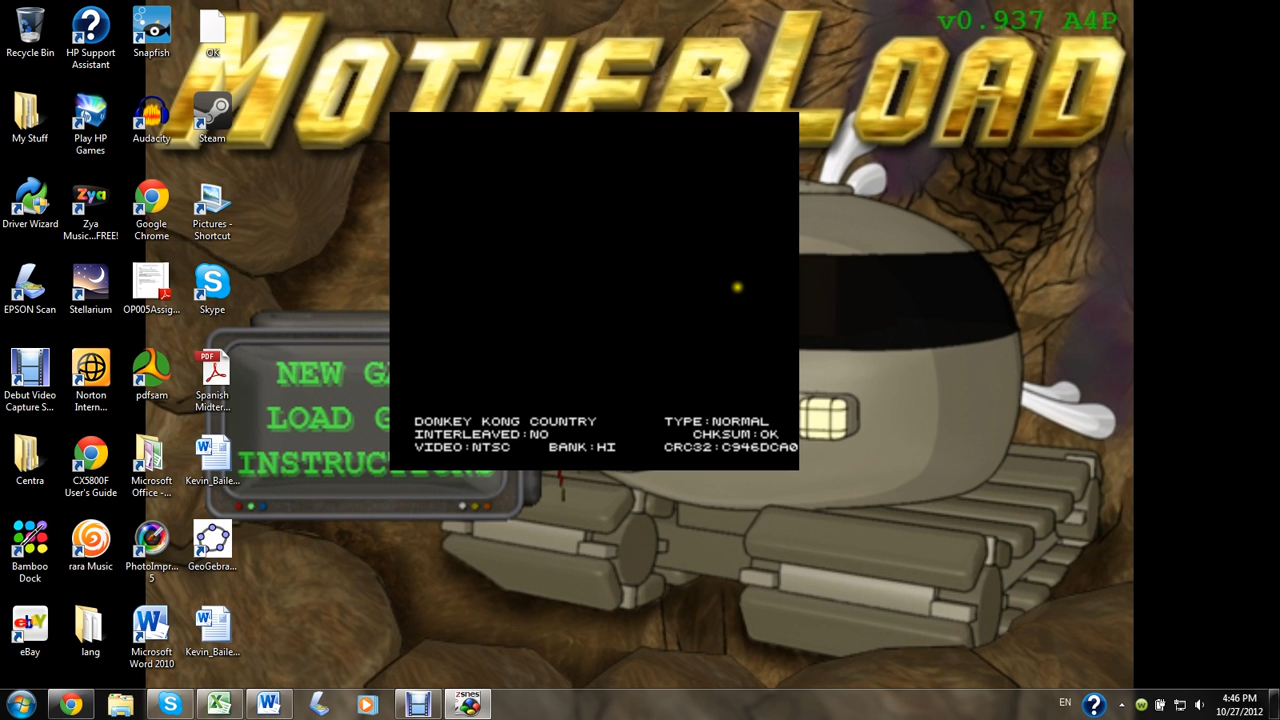 v0.937 A4P
MOTHERLOAD
Recycle Bin
HP Support
Assistant
Snapfish
OK
My Stuff
Play HP
Games
Audacity
Steam
Driver Wizard
Zya
Zya
Music...FREE!
Google
Chrome
Pictures -
Shortcut
EPSON Scan
Stellarium
OP005Assig...
Skype
Debut Video
Capture S...
Norton
Intern...
pdfsam
PDF
Spanish
Midter...
Centra
CX5800F
User's Guide
Microsoft
Office -...
Kevin_Baile...
Bamboo
Dock
rara Music
PhotoImpr...
5
GeoGebra...
ebY
eBay
lang
Microsoft
Word 2010
Kevin_Baile...
NEW GA
LOAD G
INSTRUCTIONS
DONKEY KONG COUNTRY TYPE:NORMAL
INTERLEAVED:NO CHKSUM:OK
VIDEO:NTSC BANK:HI CRC32:C946DCA0
ZSNES
EN
4:46 PM
10/27/2012